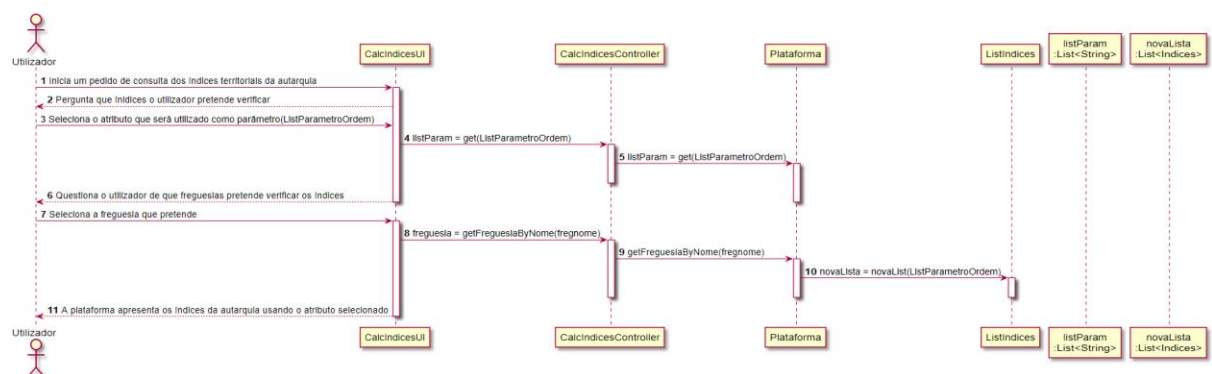 Utilizador
CalcIndicesUI
CalcIndicesController
Plataforma
ListIndices
listParam
:List<String>
novaLista
:List<Indices>
1 Inicia um pedido de consulta dos índices territoriais da autarquia
2 Pergunta que inídices o utilizador pretende verificar
3 Seleciona o atributo que será utilizado como parâmetro(ListParametroOrdem)
4 listParam = get(ListParametroOrdem)
5 listParam = get(ListParametroOrdem)
6 Questiona o utilizador de que freguesias pretende verificar os índices
7 Seleciona a freguesia que pretende
8 freguesia = getFreguesiaByNome(fregnome)
9 getFreguesiaByNome(fregnome)
10 novaLista = novaList(ListParametroOrdem)
11 A plataforma apresenta os índices da autarquia usando o atributo selecionado
Utilizador
CalcIndicesUI
CalcIndicesController
Plataforma
ListIndices
listParam
:List<String>
novaLista
:List<Indices>